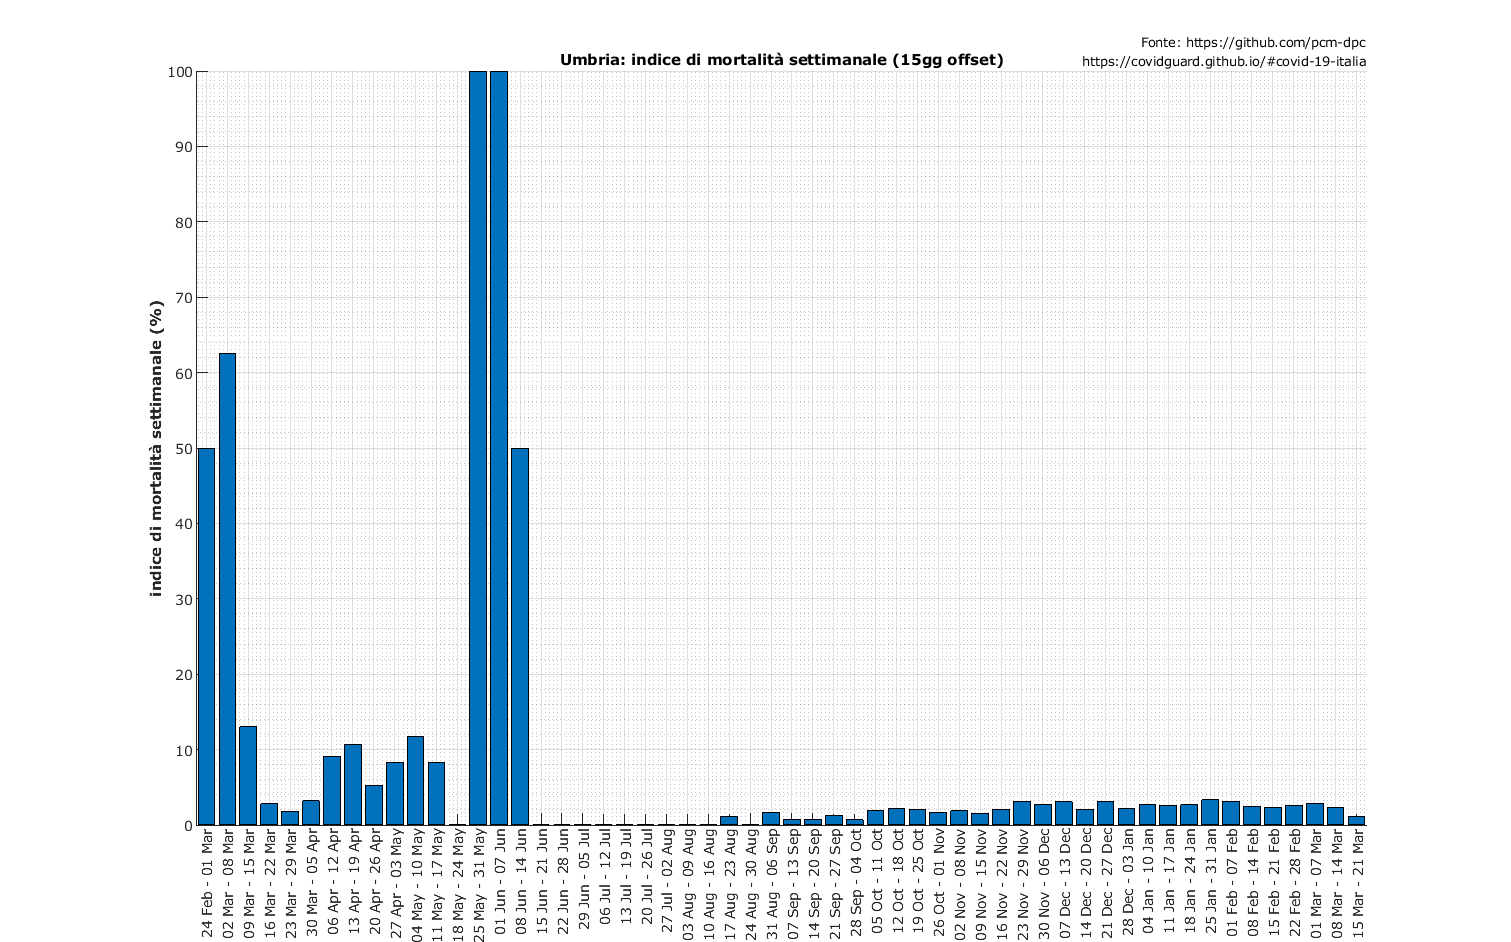 Fonte: https://github.com/pcm-dpc
https://covidguard.github.io/#covid-19-italia
Umbria: indice di mortalità settimanale (15gg offset)
indice di mortalità settimanale (%)
100
90
80
70
60
50
40
30
20
10
0
24 Feb - 01 Mar
02 Mar - 08 Mar
09 Mar - 15 Mar
16 Mar - 22 Mar
23 Mar - 29 Mar
30 Mar - 05 Apr
06 Apr - 12 Apr
13 Apr - 19 Apr
20 Apr - 26 Apr
27 Apr - 03 May
04 May - 10 May
11 May - 17 May
18 May - 24 May
25 May - 31 May
01 Jun - 07 Jun
08 Jun - 14 Jun
15 Jun - 21 Jun
22 Jun - 28 Jun
29 Jun - 05 Jul
06 Jul - 12 Jul
13 Jul - 19 Jul
20 Jul - 26 Jul
27 Jul - 02 Aug
03 Aug - 09 Aug
10 Aug - 16 Aug
17 Aug - 23 Aug
24 Aug - 30 Aug
31 Aug - 06 Sep
07 Sep - 13 Sep
14 Sep - 20 Sep
21 Sep - 27 Sep
28 Sep - 04 Oct
05 Oct - 11 Oct
12 Oct - 18 Oct
19 Oct - 25 Oct
26 Oct - 01 Nov
02 Nov - 08 Nov
09 Nov - 15 Nov
16 Nov - 22 Nov
23 Nov - 29 Nov
30 Nov - 06 Dec
07 Dec - 13 Dec
14 Dec - 20 Dec
21 Dec - 27 Dec
28 Dec - 03 Jan
04 Jan - 10 Jan
11 Jan - 17 Jan
18 Jan - 24 Jan
25 Jan - 31 Jan
01 Feb - 07 Feb
08 Feb - 14 Feb
15 Feb - 21 Feb
22 Feb - 28 Feb
01 Mar - 07 Mar
08 Mar - 14 Mar
15 Mar - 21 Mar